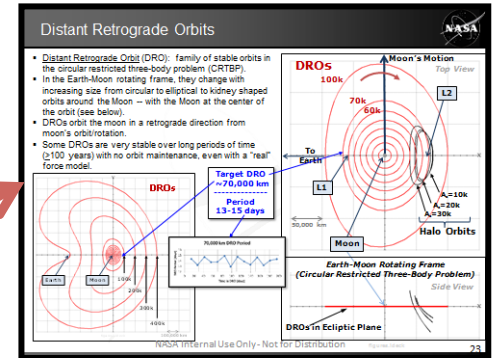 Distant Retrograde Orbits
NASA
▪ Distant Retrograde Orbit (DRO): family of stable orbits in
the circular restricted three-body problem (CRTBP).
▪ In the Earth-Moon rotating frame, they change with
increasing size from circular to elliptical to kidney shaped
orbits around the Moon -- with the Moon at the center of
the orbit (see below).
▪ DROs orbit the moon in a retrograde direction from
moon's orbit/rotation.
▪ Some DROs are very stable over long periods of time
(≥100 years) with no orbit maintenance, even with a "real"
force model.
DROs
Moon's Motion
Top View
100k
70k
60k
L2
To
Earth
L1
50,000 km
Moon
Az=10k
Az=20k
Az=30k
Halo Orbits
Target DRO
~70,000 km
Period
13-15 days
DROs
Earth
Moon
100k
200k
300k
400k
70,000 km DRO Period
Earth-Moon Rotating Frame
(Circular Restricted Three-Body Problem)
Side View
DROs in Ecliptic Plane
NASA Internal Use Only - Not for Distribution
23